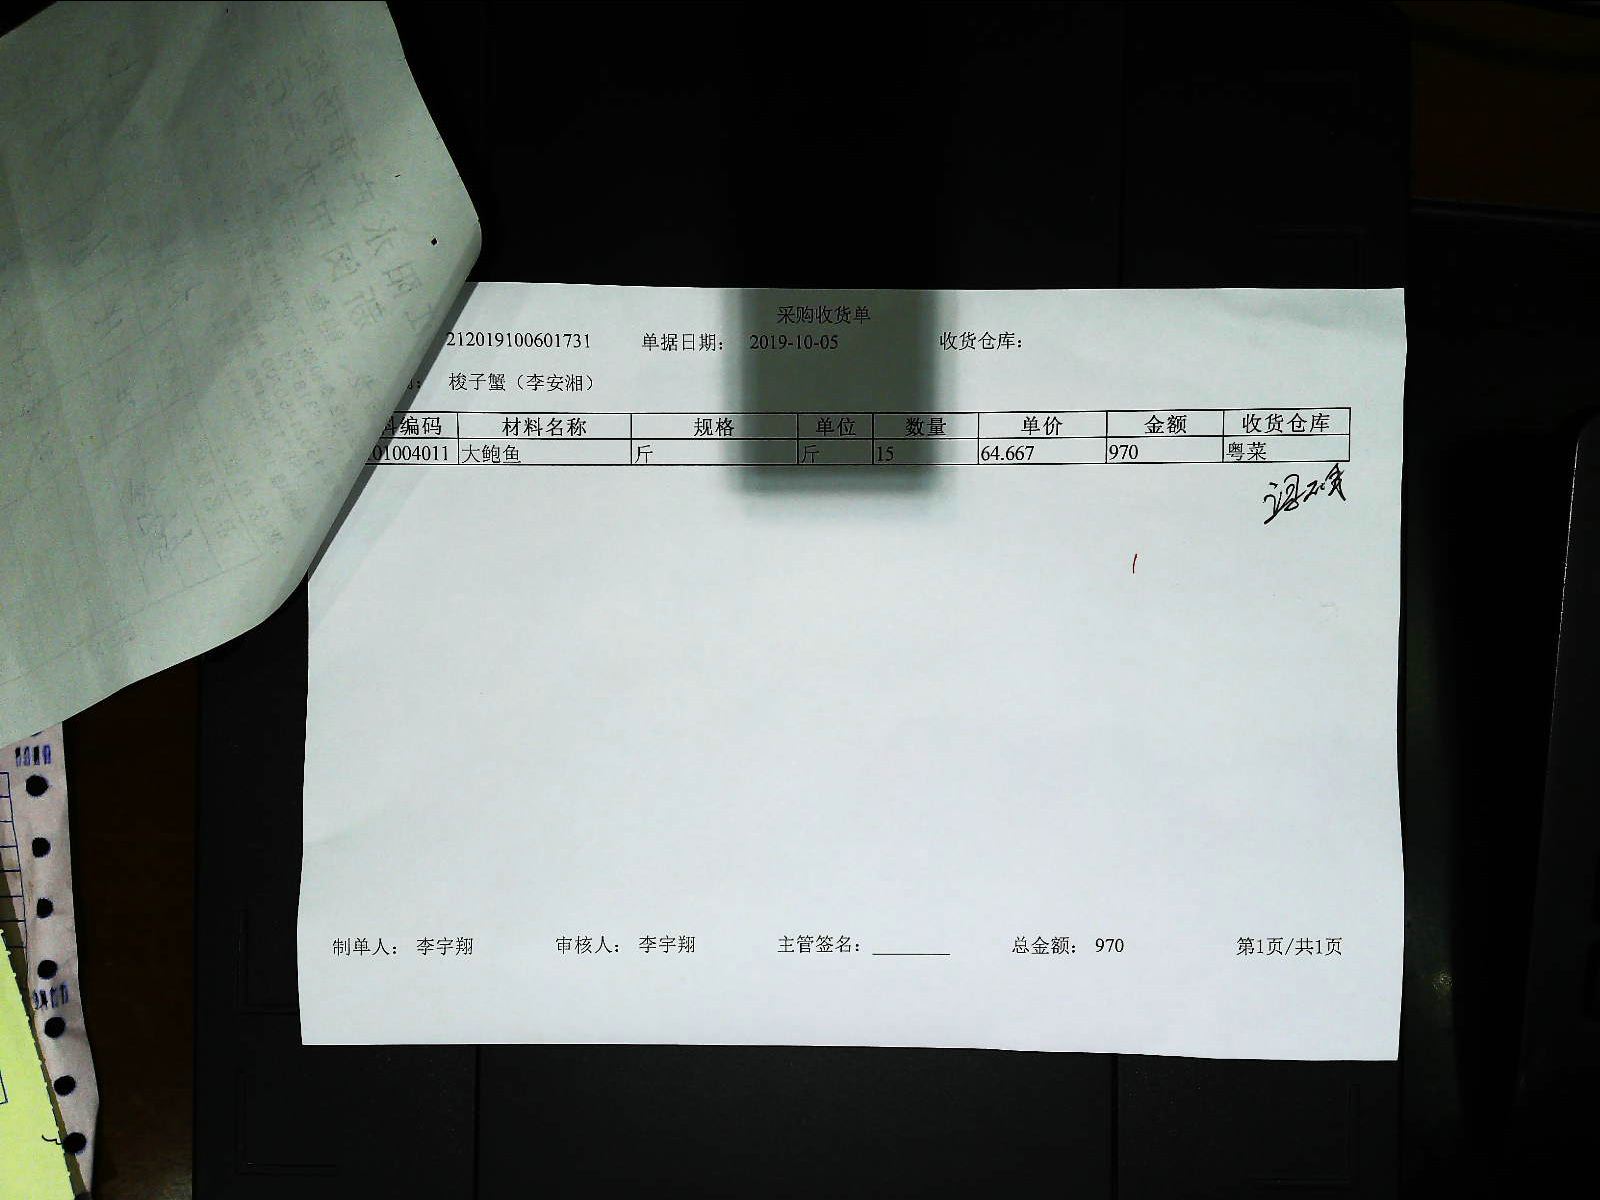 采购收货单
212019100601731 单据日期： 2019-10-05 收货仓库：
： 梭子蟹（李安湘）
编码 材料名称 规格 单位 数量 单价 金额 收货仓库
01004011 大鲍鱼 斤 斤 15 64.667 970 粤菜
制单人： 李宇翔 审核人： 李宇翔 主管签名：________ 总金额： 970 第1页/共1页